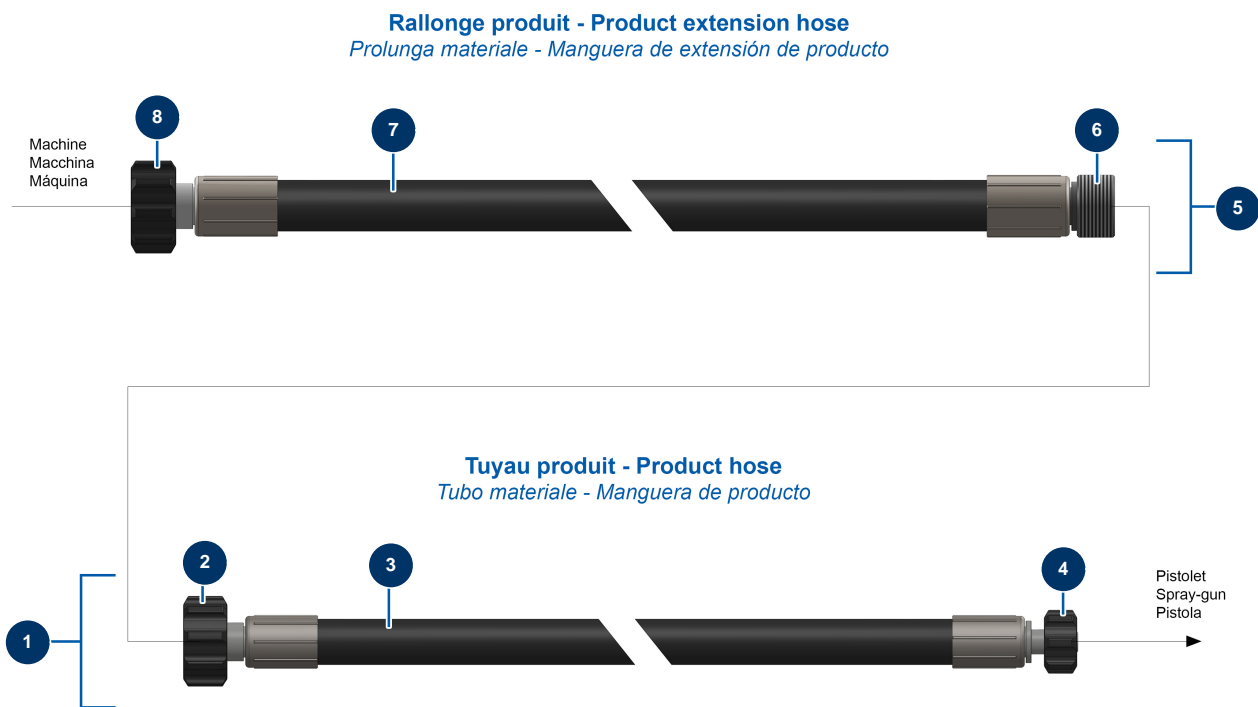 Rallonge produit - Product extension hose
Prolunga materiale - Manguera de extensión de producto
8
7
6
Machine
Macchina
Máquina
5
Tuyau produit - Product hose
Tubo materiale - Manguera de producto
2
3
4
Pistolet
Spray-gun
Pistola
1